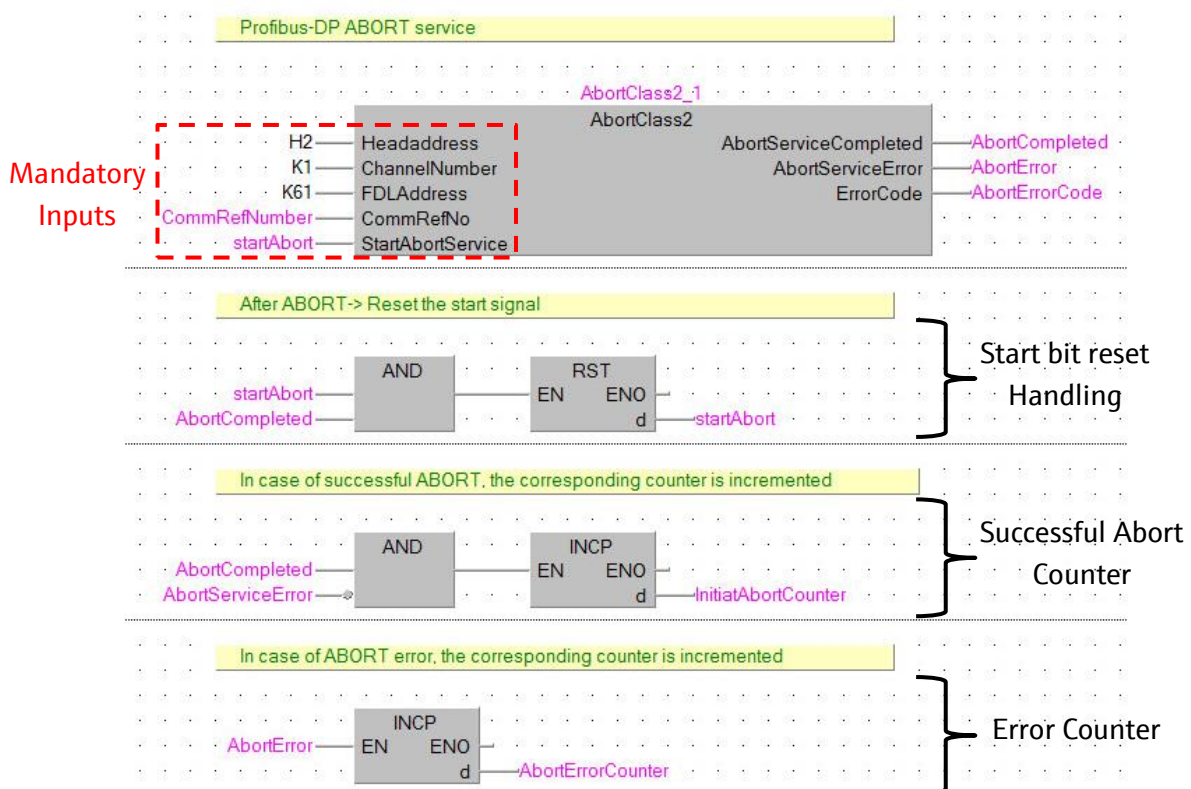 Profibus-DP ABORT service
AbortClass2_1
AbortClass2
Mandatory
Inputs
H2 Headaddress AbortServiceCompleted AbortCompleted
K1 ChannelNumber AbortServiceError AbortError
K61 FDLAddress ErrorCode AbortErrorCode
CommRefNumber CommRefNo
startAbort StartAbortService
After ABORT-> Reset the start signal
AND RST
startAbort EN ENO
AbortCompleted d startAbort
Start bit reset
Handling
In case of successful ABORT, the corresponding counter is incremented
AND INCP
AbortCompleted EN ENO
AbortServiceError d InitiatAbortCounter
Successful Abort
Counter
In case of ABORT error, the corresponding counter is incremented
INCP
AbortError EN ENO
d AbortErrorCounter
Error Counter